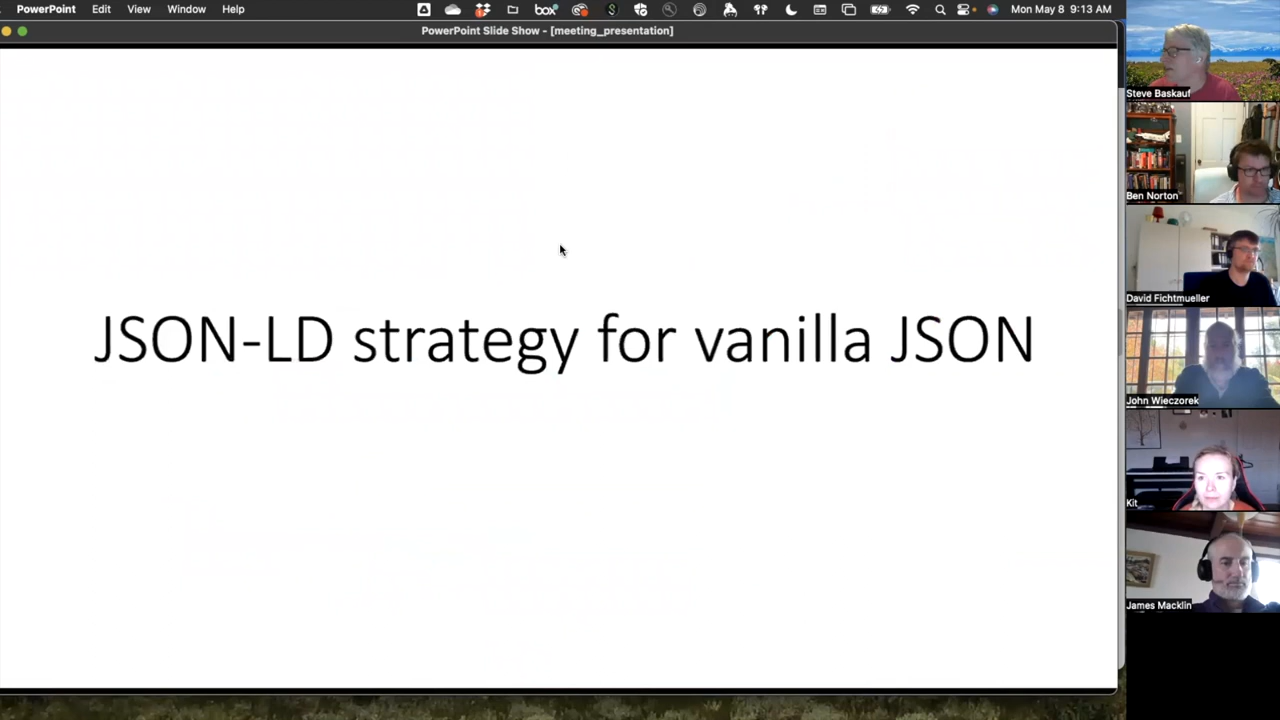 PowerPoint Edit View Window Help
box
Mon May 8 9:13 AM
PowerPoint Slide Show - [meeting_presentation]
JSON-LD strategy for vanilla JSON
Steve Baskauf
Ben Norton
David Fichtmueller
John Wieczorek
Kit
James Macklin